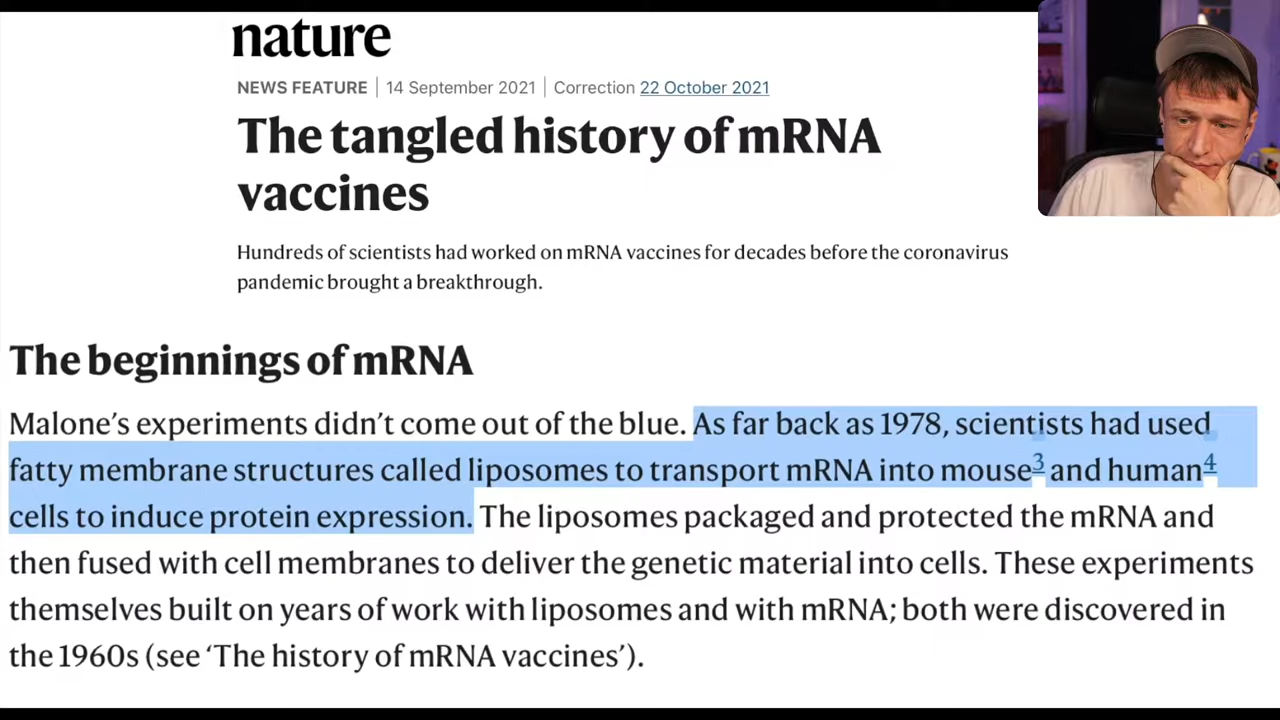 nature
NEWS FEATURE | 14 September 2021 | Correction 22 October 2021
The tangled history of mRNA
vaccines
Hundreds of scientists had worked on mRNA vaccines for decades before the coronavirus
pandemic brought a breakthrough.
The beginnings of mRNA
Malone’s experiments didn’t come out of the blue. As far back as 1978, scientists had used
fatty membrane structures called liposomes to transport mRNA into mouse3 and human4
cells to induce protein expression. The liposomes packaged and protected the mRNA and
then fused with cell membranes to deliver the genetic material into cells. These experiments
themselves built on years of work with liposomes and with mRNA; both were discovered in
the 1960s (see ‘The history of mRNA vaccines’).